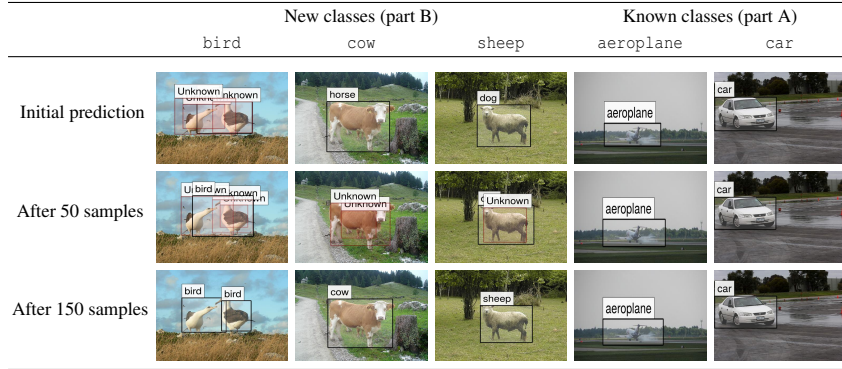 New classes (part B) Known classes (part A)
bird cow sheep aeroplane car
Initial prediction
Unknown
nknown
horse
dog
aeroplane
car
After 50 samples
bird
Unknown
Unknown
Unknown
aeroplane
car
After 150 samples
bird
bird
cow
sheep
aeroplane
car